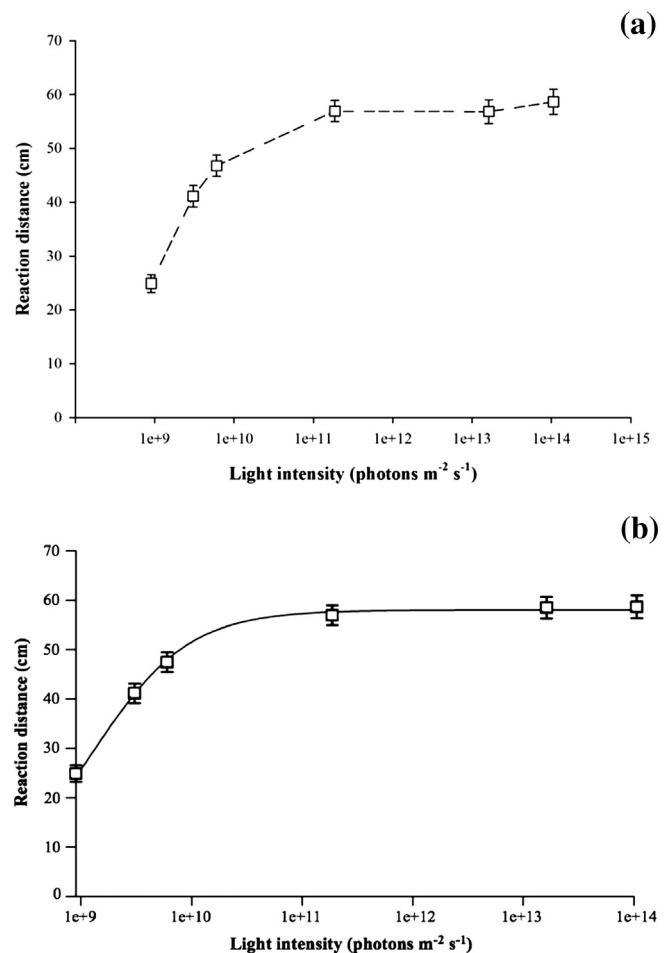 (a)
70
60
50
40
30
20
10
0
Reaction distance (cm)
1e+9 1e+10 1e+11 1e+12 1e+13 1e+14 1e+15
Light intensity (photons m⁻² s⁻¹)
(b)
70
60
50
40
30
20
10
0
Reaction distance (cm)
1e+9 1e+10 1e+11 1e+12 1e+13 1e+14
Light intensity (photons m⁻² s⁻¹)